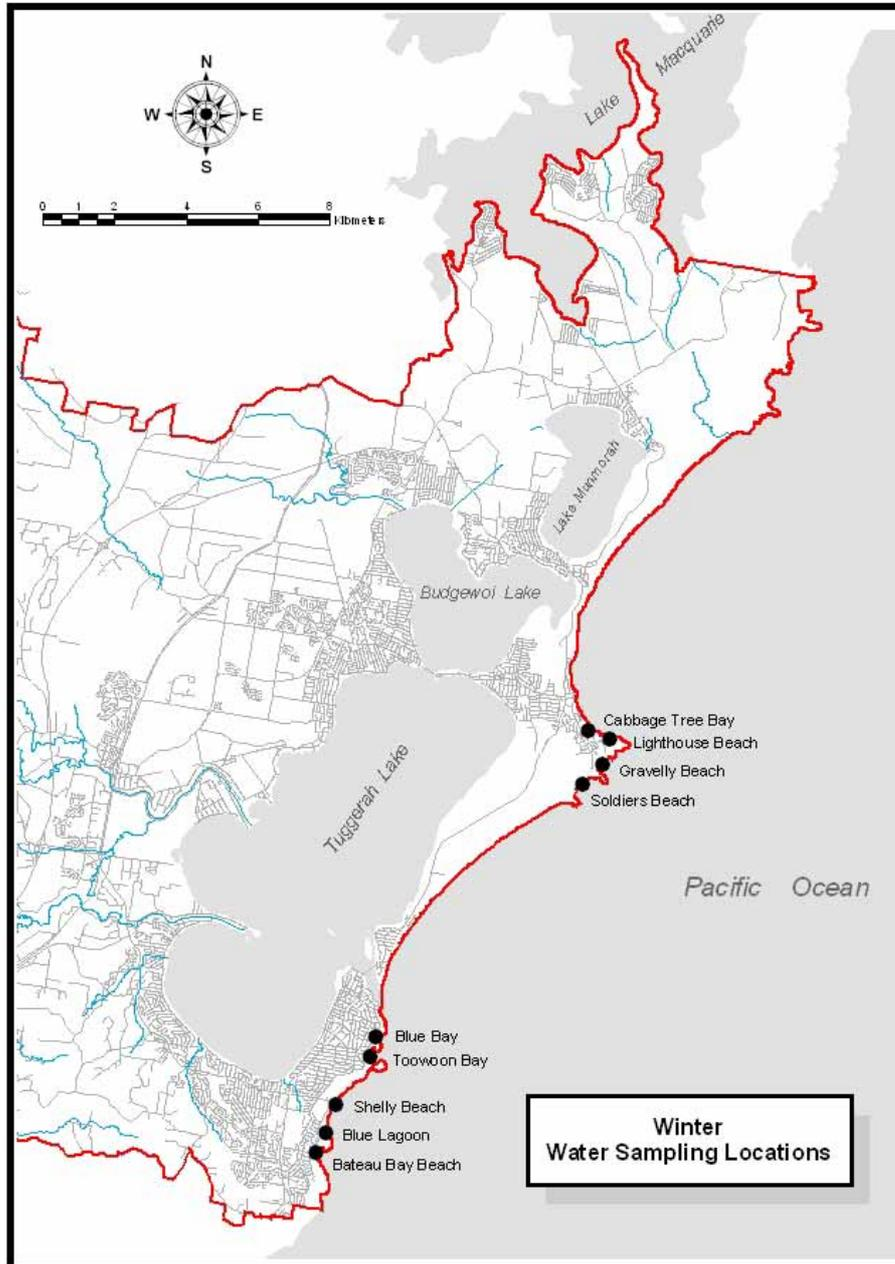 Lake Macquarie
N
W E
S
0 1 2 4 6 8
Kilometers
Lake Munmorah
Budgewoi Lake
Cabbage Tree Bay
Lighthouse Beach
Gravelly Beach
Soldiers Beach
Tuggerah Lake
Pacific Ocean
Blue Bay
Toowoon Bay
Shelly Beach
Blue Lagoon
Bateau Bay Beach
Winter
Water Sampling Locations